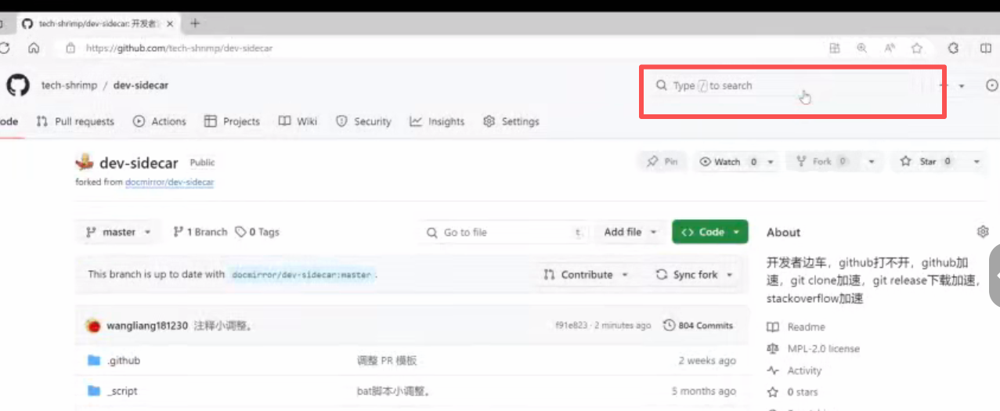 tech-shrimp/dev-sidecar: 开发者
https://github.com/tech-shrimp/dev-sidecar
tech-shrimp / dev-sidecar
Type / to search
ode Pull requests Actions Projects Wiki Security Insights Settings
dev-sidecar Public
Pin Watch 0 Fork 0 Star 0
forked from docmirror/dev-sidecar
master 1 Branch 0 Tags Go to file t Add file <> Code
About
This branch is up to date with docmirror/dev-sidecar:master .
Contribute Sync fork
开发者边车，github打不开，github加
速，git clone加速，git release下载加速，
stackoverflow加速
wangliang181230 注释小调整。 f91e823 · 2 minutes ago 804 Commits
Readme
MPL-2.0 license
.github 调整 PR 模板 2 weeks ago
Activity
_script bat脚本小调整。 5 months ago
0 stars